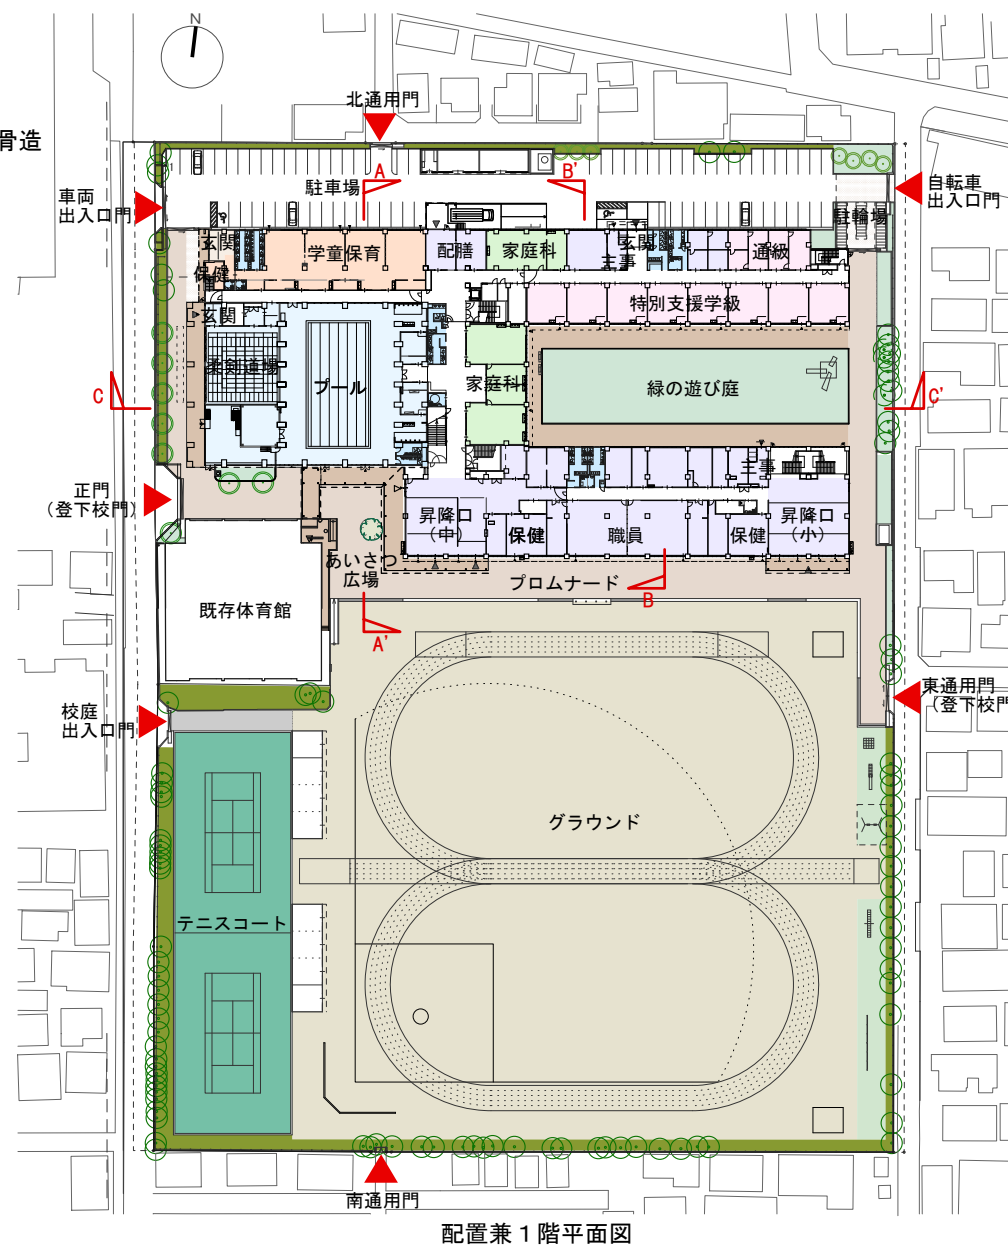 N
骨造
北通用門
車両
出入口門
駐車場
A
B'
自転車
出入口門
駐輪場
玄関
学童保育
配膳
家庭科
玄関
主事
通級
保健
特別支援学級
玄関
柔剣道場
プール
家庭科
緑の遊び庭
C
C'
正門
（登下校門）
主事
昇降口
（中）
保健
職員
保健
昇降口
（小）
あいさつ
広場
プロムナード
B
A'
既存体育館
校庭
出入口門
東通用門
（登下校門
グラウンド
テニスコート
南通用門
配置兼１階平面図